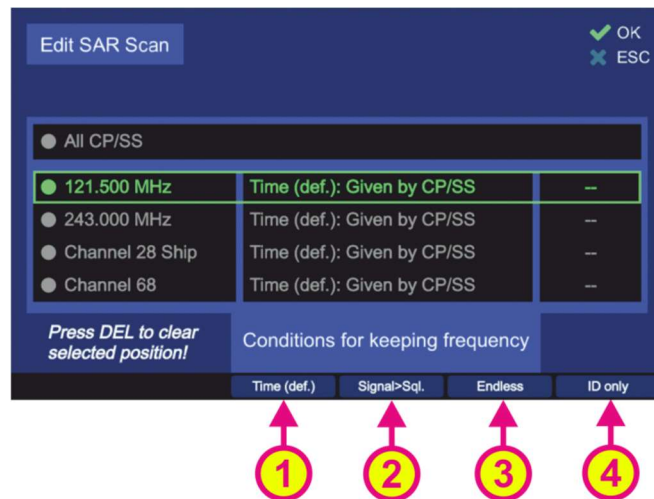 Edit SAR Scan
OK
ESC
All CP/SS
121.500 MHz Time (def.): Given by CP/SS --
243.000 MHz Time (def.): Given by CP/SS --
Channel 28 Ship Time (def.): Given by CP/SS --
Channel 68 Time (def.): Given by CP/SS --
Press DEL to clear
selected position!
Conditions for keeping frequency
Time (def.) Signal>Sql. Endless ID only
1 2 3 4